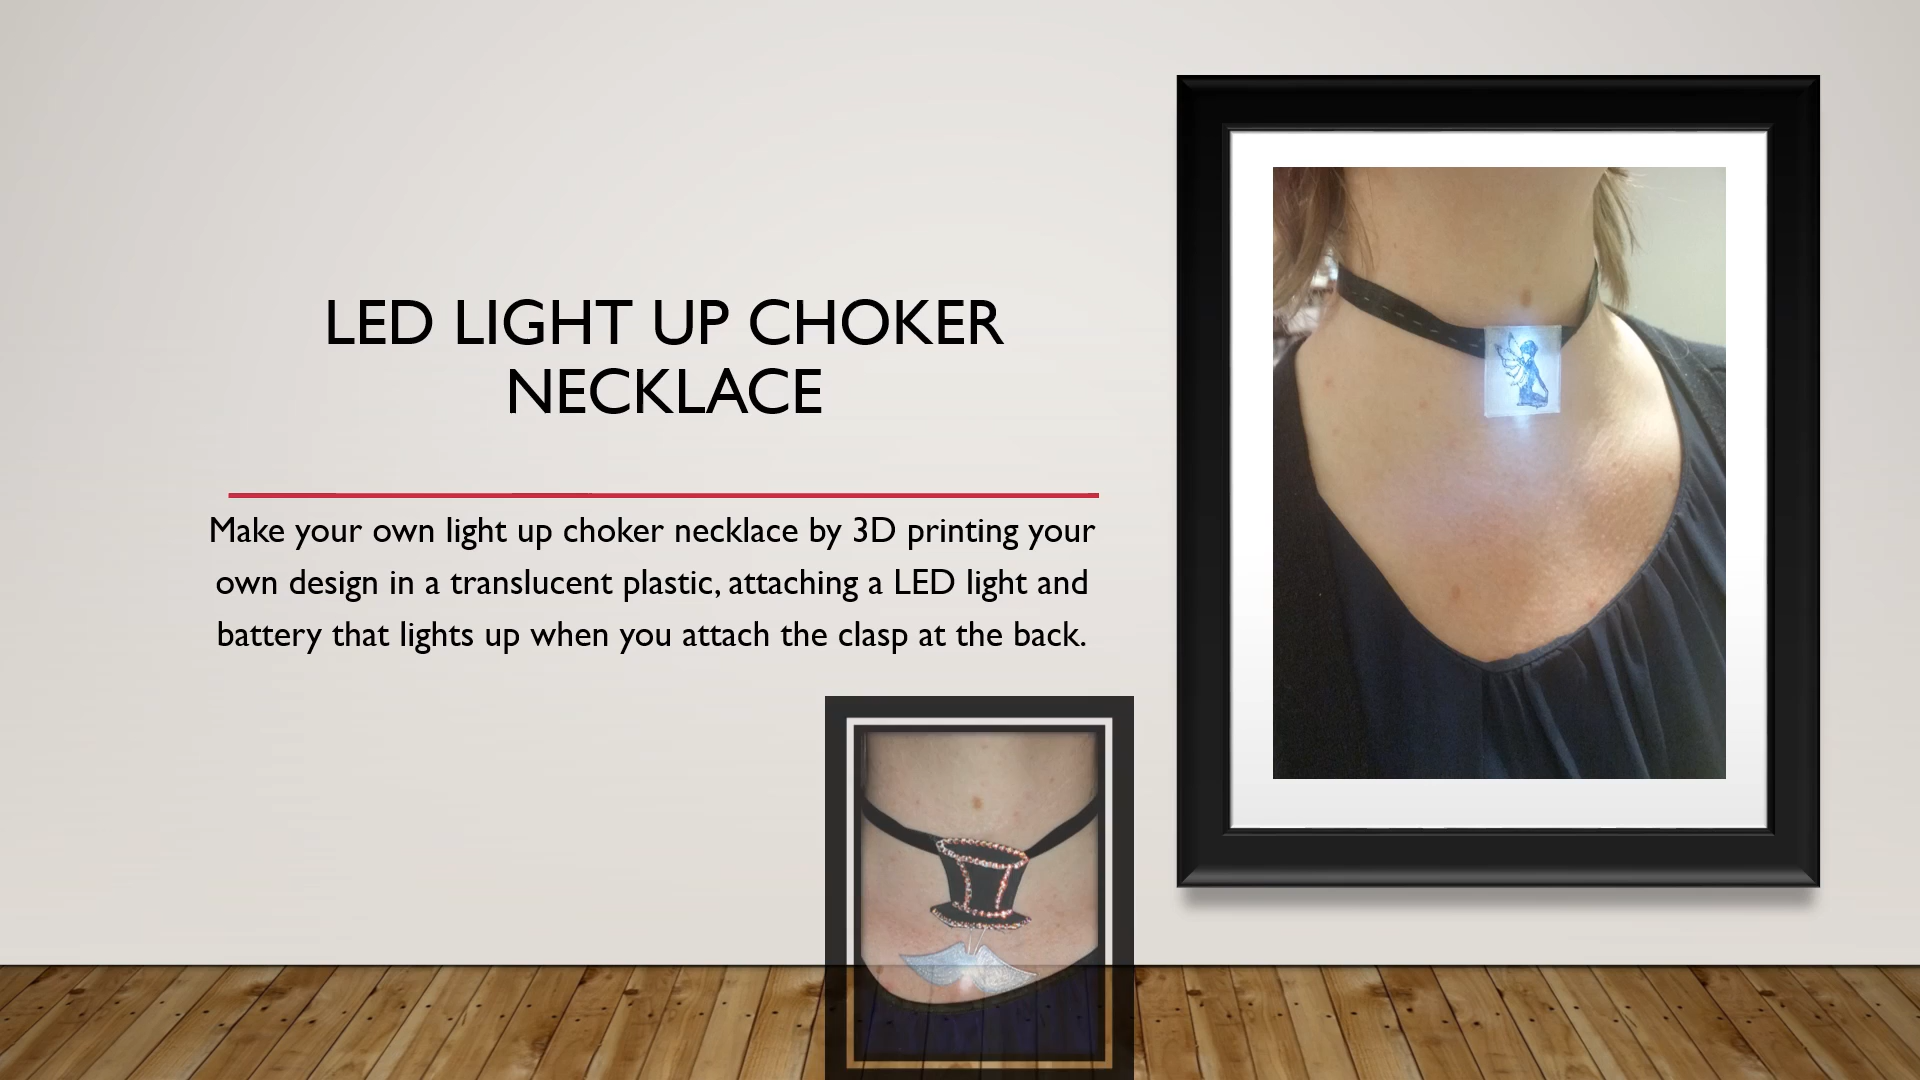 LED LIGHT UP CHOKER
NECKLACE
Make your own light up choker necklace by 3D printing your
own design in a translucent plastic, attaching a LED light and
battery that lights up when you attach the clasp at the back.